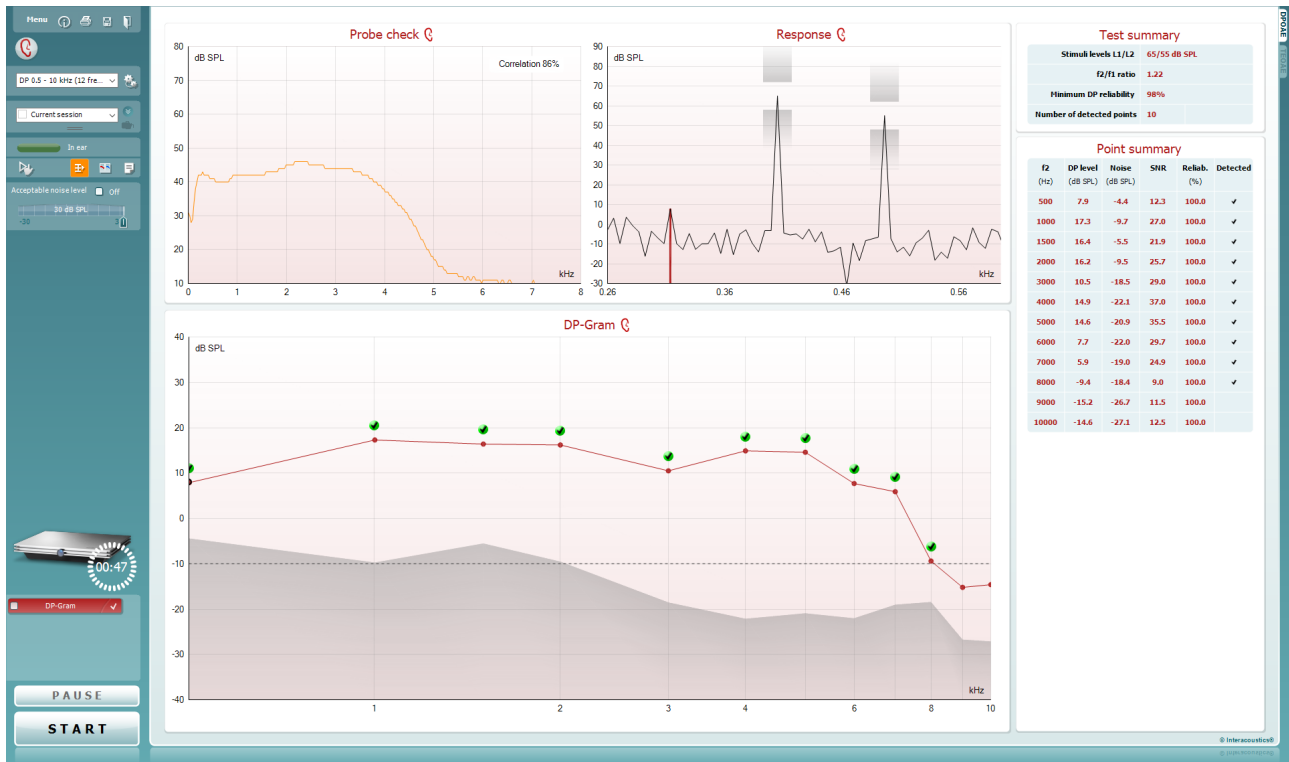 Menu
DP 0.5 - 10 kHz (12 fre...
Current session
In ear
Acceptable noise level Off
30 dB SPL
-30
00:47
DP-Gram
PAUSE
START
Probe check
80
dB SPL
Correlation 86%
70
60
50
40
30
20
10
kHz
0 1 2 3 4 5 6 7 8
Response
90
dB SPL
80
70
60
50
40
30
20
10
0
-10
-20
-30
kHz
0.26 0.36 0.46 0.56
DP-Gram
40
dB SPL
30
20
10
0
-10
-20
-30
-40
kHz
1 2 3 4 6 8 10
Test summary
Stimuli levels L1/L2 65/55 dB SPL
f2/f1 ratio 1.22
Minimum DP reliability 98%
Number of detected points 10
Point summary
f2 DP level Noise SNR Reliab. Detected
(Hz) (dB SPL) (dB SPL) (%)
500 7.9 -4.4 12.3 100.0
1000 17.3 -9.7 27.0 100.0
1500 16.4 -5.5 21.9 100.0
2000 16.2 -9.5 25.7 100.0
3000 10.5 -18.5 29.0 100.0
4000 14.9 -22.1 37.0 100.0
5000 14.6 -20.9 35.5 100.0
6000 7.7 -22.0 29.7 100.0
7000 5.9 -19.0 24.9 100.0
8000 -9.4 -18.4 9.0 100.0
9000 -15.2 -26.7 11.5 100.0
10000 -14.6 -27.1 12.5 100.0
DPOAE
TEOAE
© Interacoustics®